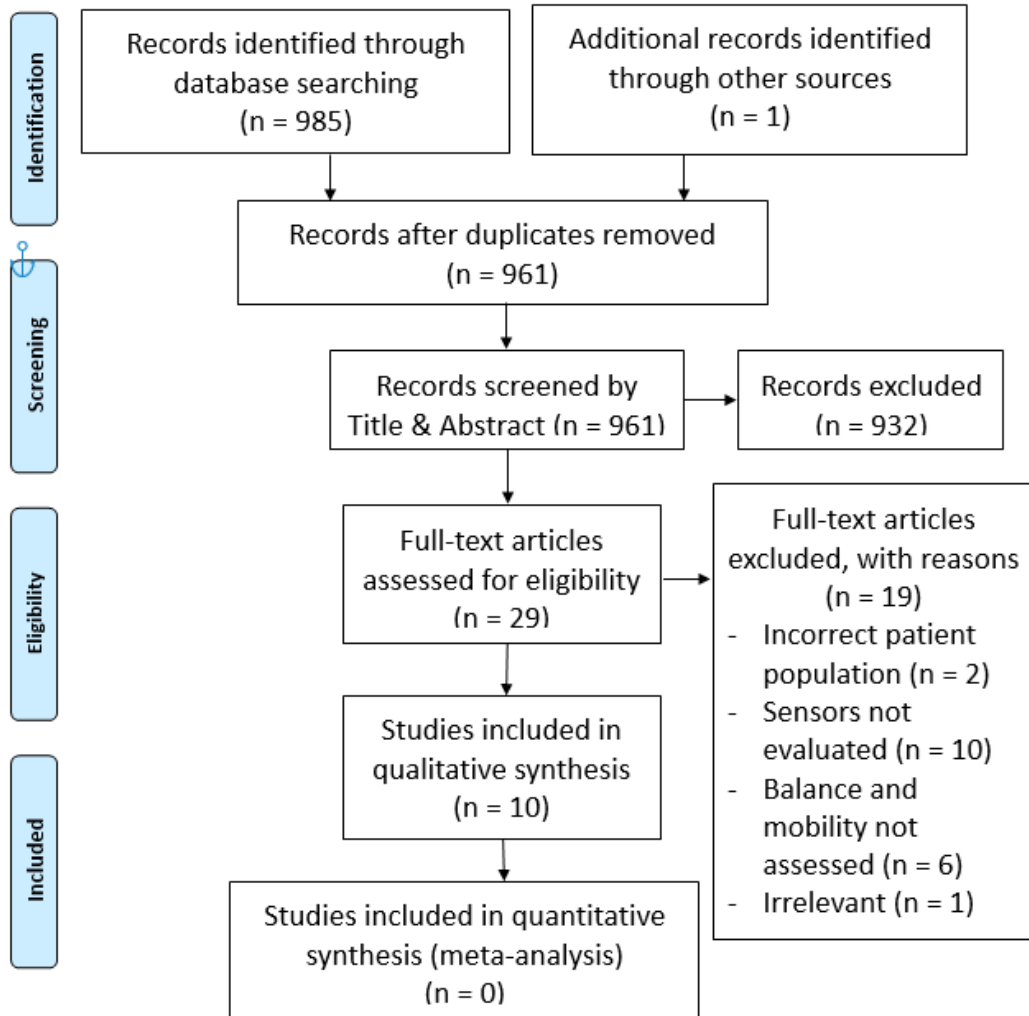 Identification
Records identified through
database searching
(n = 985)
Additional records identified
through other sources
(n = 1)
Records after duplicates removed
(n = 961)
Screening
Records screened by
Title & Abstract (n = 961)
Records excluded
(n = 932)
Eligibility
Full-text articles
assessed for eligibility
(n = 29)
Full-text articles
excluded, with reasons
(n = 19)
- Incorrect patient
population (n = 2)
- Sensors not
evaluated (n = 10)
- Balance and
mobility not
assessed (n = 6)
- Irrelevant (n = 1)
Studies included in
qualitative synthesis
(n = 10)
Included
Studies included in quantitative
synthesis (meta-analysis)
(n = 0)